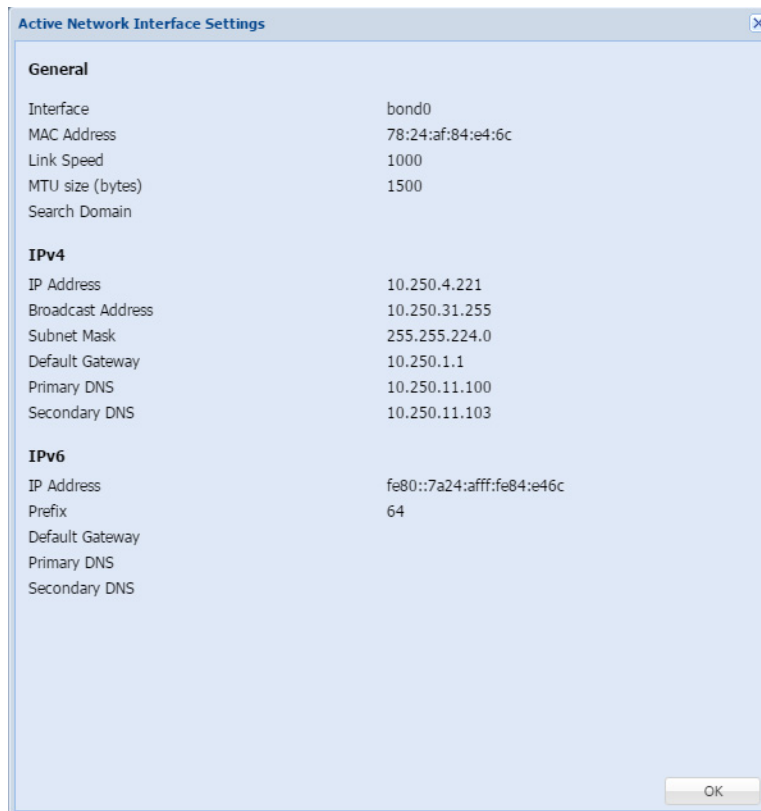 Active Network Interface Settings
General
Interface bond0
MAC Address 78:24:af:84:e4:6c
Link Speed 1000
MTU size (bytes) 1500
Search Domain
IPv4
IP Address 10.250.4.221
Broadcast Address 10.250.31.255
Subnet Mask 255.255.224.0
Default Gateway 10.250.1.1
Primary DNS 10.250.11.100
Secondary DNS 10.250.11.103
IPv6
IP Address fe80::7a24:afff:fe84:e46c
Prefix 64
Default Gateway
Primary DNS
Secondary DNS
OK